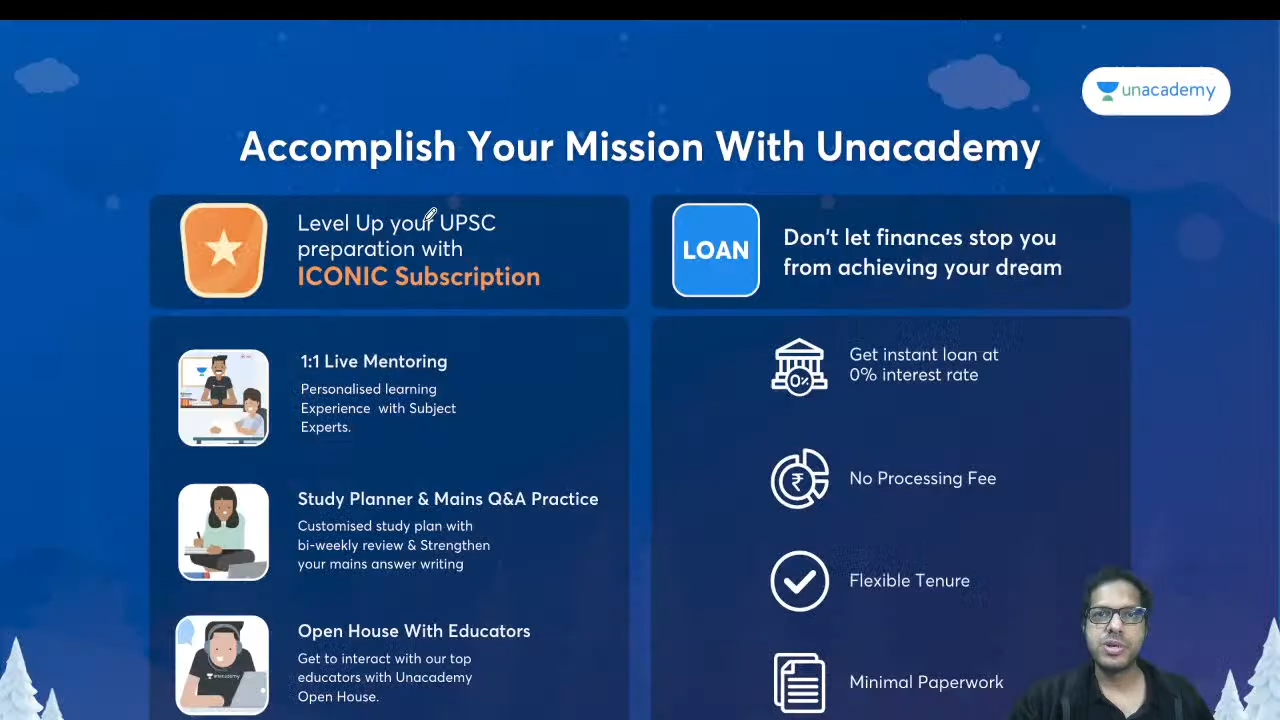 unacademy
Accomplish Your Mission With Unacademy
Level Up your UPSC
preparation with
ICONIC Subscription
LOAN
Don't let finances stop you
from achieving your dream
1:1 Live Mentoring
Personalised learning
Experience with Subject
Experts.
Get instant loan at
0% interest rate
0%
Study Planner & Mains Q&A Practice
Customised study plan with
bi-weekly review & Strengthen
your mains answer writing
₹
No Processing Fee
Flexible Tenure
Open House With Educators
Get to interact with our top
educators with Unacademy
Open House.
unacademy
Minimal Paperwork